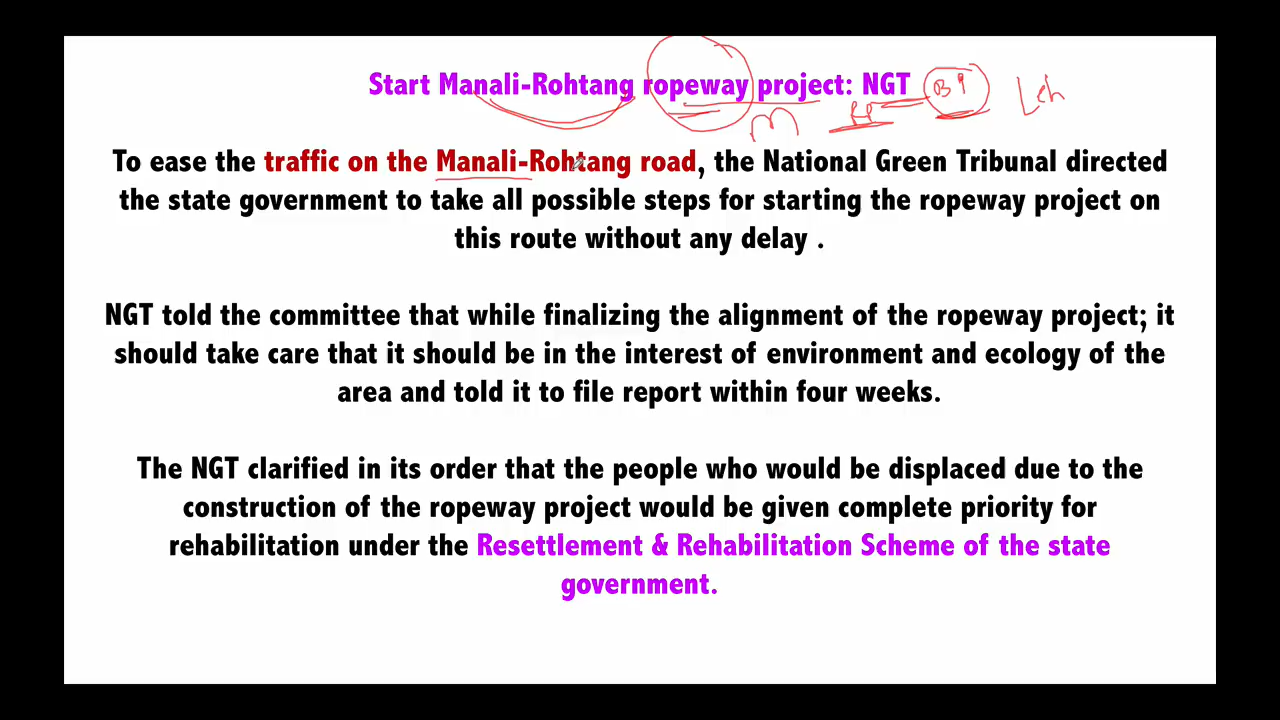 Start Manali-Rohtang ropeway project: NGT
M
Leh
To ease the traffic on the Manali-Rohtang road, the National Green Tribunal directed
the state government to take all possible steps for starting the ropeway project on
this route without any delay .
NGT told the committee that while finalizing the alignment of the ropeway project; it
should take care that it should be in the interest of environment and ecology of the
area and told it to file report within four weeks.
The NGT clarified in its order that the people who would be displaced due to the
construction of the ropeway project would be given complete priority for
rehabilitation under the Resettlement & Rehabilitation Scheme of the state
government.